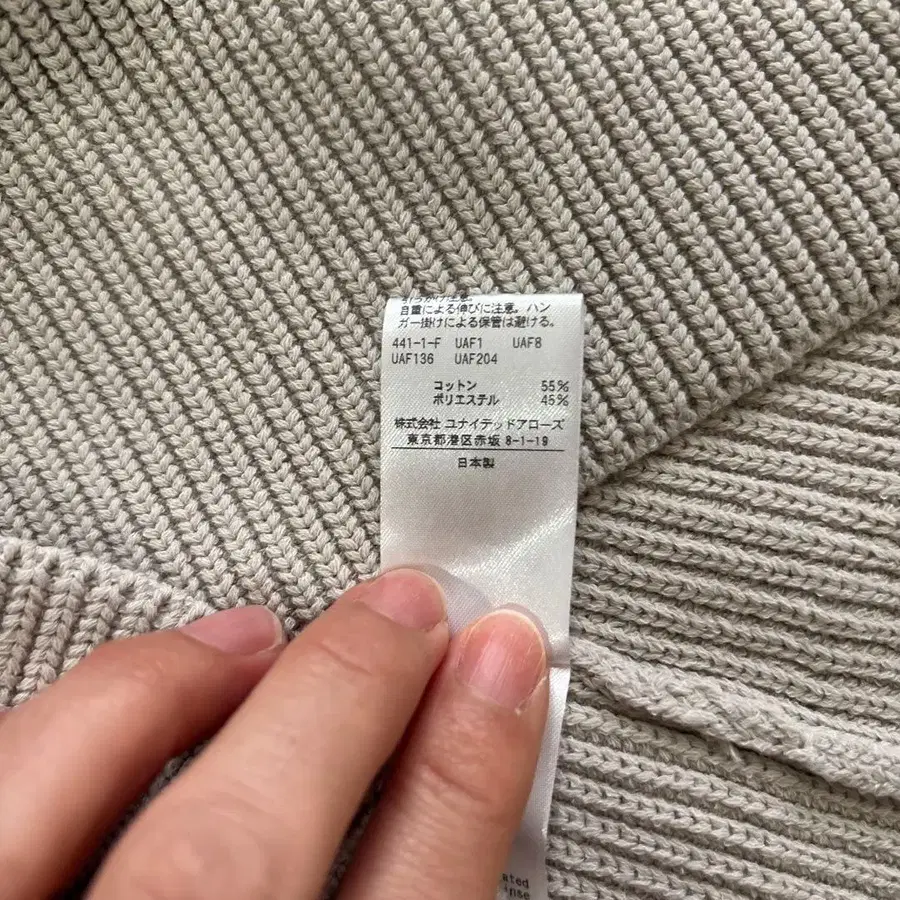 自重による伸びに注意。ハン
ガー掛けによる保管は避ける。
441-1-F UAF1 UAF8
UAF136 UAF204
コットン 55%
ポリエステル 45%
株式会社 ユナイテッドアローズ
東京都港区赤坂 8-1-19
日本製